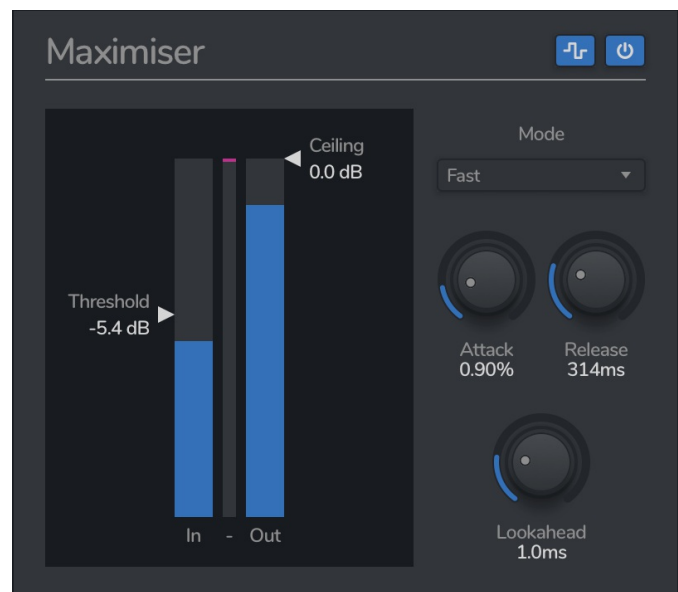 Maximiser
Ceiling
0.0 dB
Threshold
-5.4 dB
In - Out
Mode
Fast
Attack
0.90%
Release
314ms
Lookahead
1.0ms